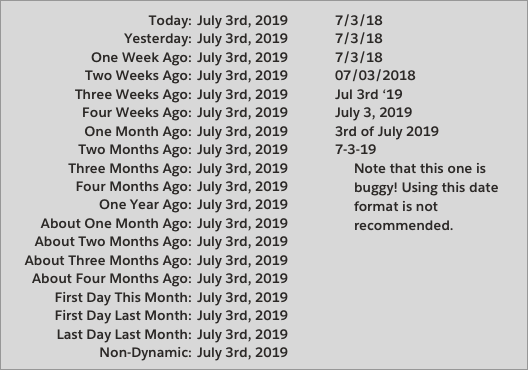 Today: July 3rd, 2019
Yesterday: July 3rd, 2019
One Week Ago: July 3rd, 2019
Two Weeks Ago: July 3rd, 2019
Three Weeks Ago: July 3rd, 2019
Four Weeks Ago: July 3rd, 2019
One Month Ago: July 3rd, 2019
Two Months Ago: July 3rd, 2019
Three Months Ago: July 3rd, 2019
Four Months Ago: July 3rd, 2019
One Year Ago: July 3rd, 2019
About One Month Ago: July 3rd, 2019
About Two Months Ago: July 3rd, 2019
About Three Months Ago: July 3rd, 2019
About Four Months Ago: July 3rd, 2019
First Day This Month: July 3rd, 2019
First Day Last Month: July 3rd, 2019
Last Day Last Month: July 3rd, 2019
Non-Dynamic: July 3rd, 2019
7/3/18
7/3/18
7/3/18
07/03/2018
Jul 3rd ‘19
July 3, 2019
3rd of July 2019
7-3-19
Note that this one is
buggy! Using this date
format is not
recommended.